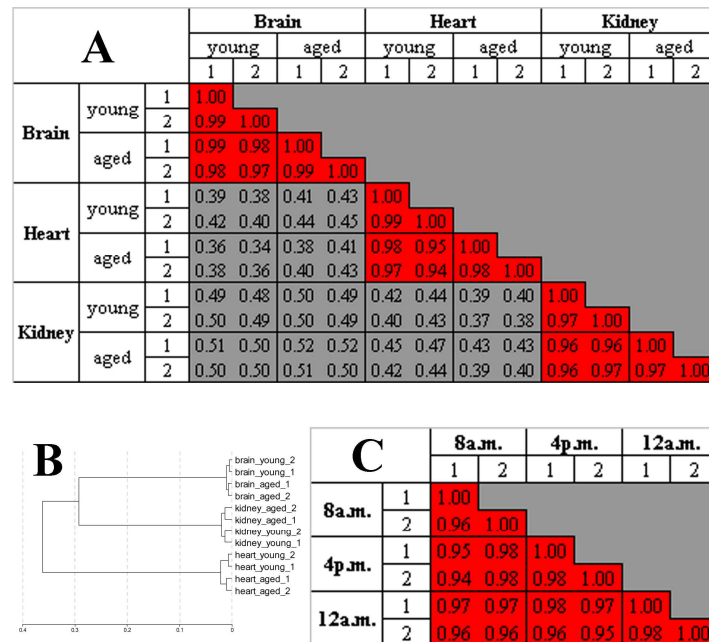 A
Brain Heart Kidney
young aged young aged young aged
1 2 1 2 1 2 1 2 1 2 1 2
Brain young 1 1.00
2 0.99 1.00
aged 1 0.99 0.98 1.00
2 0.98 0.97 0.99 1.00
Heart young 1 0.39 0.38 0.41 0.43 1.00
2 0.42 0.40 0.44 0.45 0.99 1.00
aged 1 0.36 0.34 0.38 0.41 0.98 0.95 1.00
2 0.38 0.36 0.40 0.43 0.97 0.94 0.98 1.00
Kidney young 1 0.49 0.48 0.50 0.49 0.42 0.44 0.39 0.40 1.00
2 0.50 0.49 0.50 0.49 0.40 0.43 0.37 0.38 0.97 1.00
aged 1 0.51 0.50 0.52 0.52 0.45 0.47 0.43 0.43 0.96 0.96 1.00
2 0.50 0.50 0.51 0.50 0.42 0.44 0.39 0.40 0.96 0.97 0.97 1.00
B
brain_young_2
brain_young_1
brain_aged_1
brain_aged_2
kidney_aged_2
kidney_aged_1
kidney_young_2
kidney_young_1
heart_young_2
heart_young_1
heart_aged_1
heart_aged_2
0.4 0.3 0.2 0.1 0
C
8a.m. 4p.m. 12a.m.
1 2 1 2 1 2
8a.m. 1 1.00
2 0.96 1.00
4p.m. 1 0.95 0.98 1.00
2 0.94 0.98 0.98 1.00
12a.m. 1 0.97 0.97 0.98 0.97 1.00
2 0.96 0.96 0.96 0.95 0.98 1.00